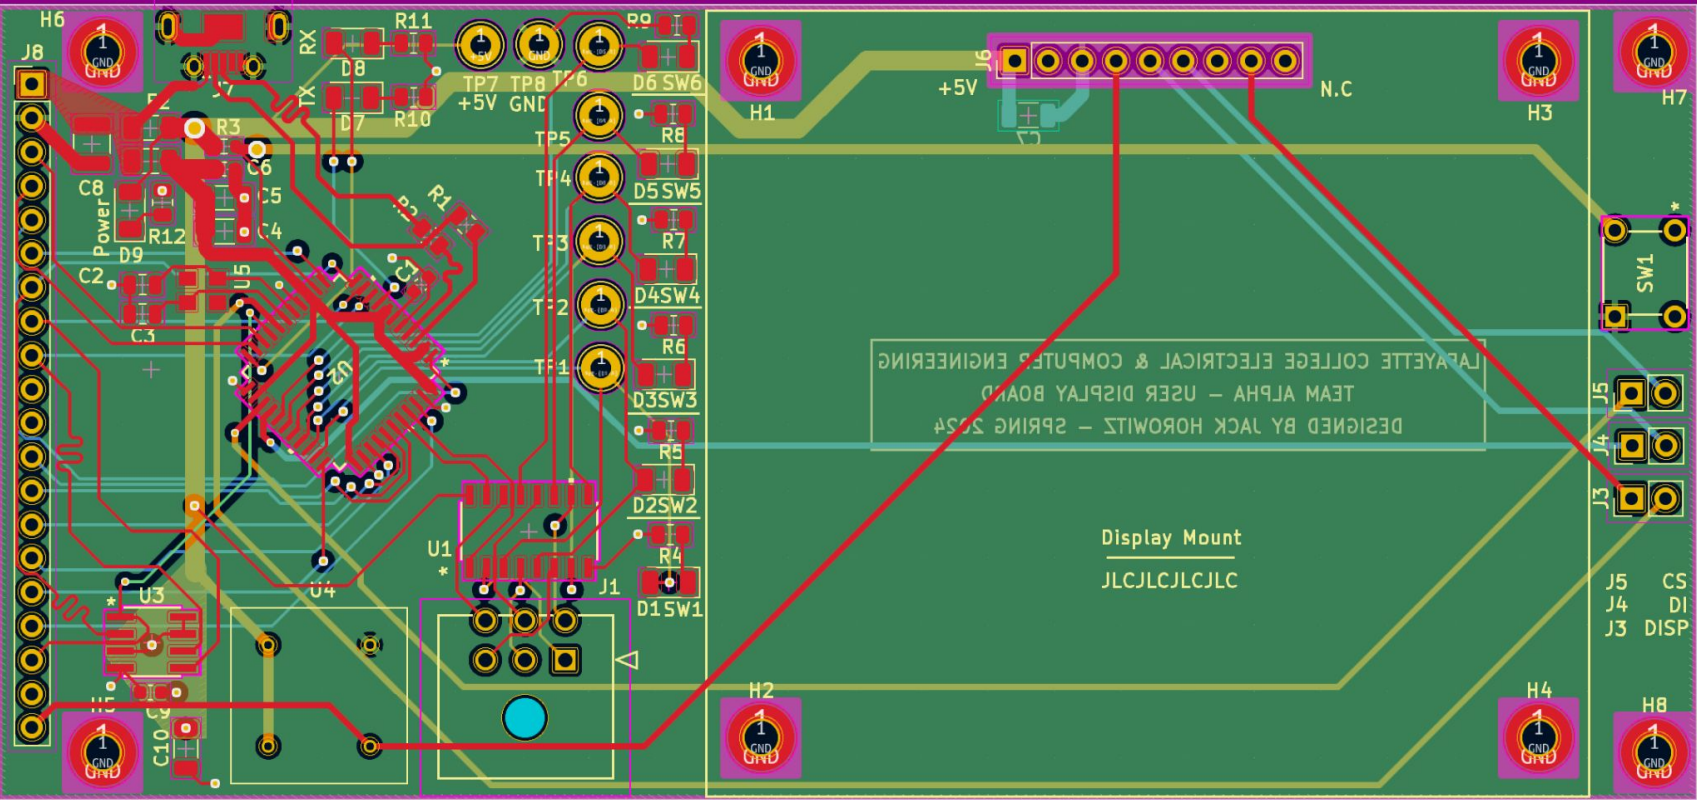 H6
J8
RX
R11
D8
TX
R10
D7
TP7
+5V
TP8
GND
TP6
R9
D6 SW6
R8
TP5
D5 SW5
TP4
R7
TP3
D4 SW4
TP2
R6
TP1
D3 SW3
R5
D2 SW2
R4
D1 SW1
J7
R3
C6
C8
C5
C4
Power
R12
D9
C2
C3
U5
R2
R1
C1
U2
U1
*
J1
U3
*
U4
H5
C9
C10
1
GND
H1
H2
H3
H4
H7
H8
J6
+5V
N.C
C7
SW1
*
J5
J4
J3
LAFAYETTE COLLEGE ELECTRICAL & COMPUTER ENGINEERING
TEAM ALPHA - USER DISPLAY BOARD
DESIGNED BY JACK HOROWITZ - SPRING 2024
Display Mount
JLCJLCJLCJLC
J5 CS
J4 DI
J3 DISP